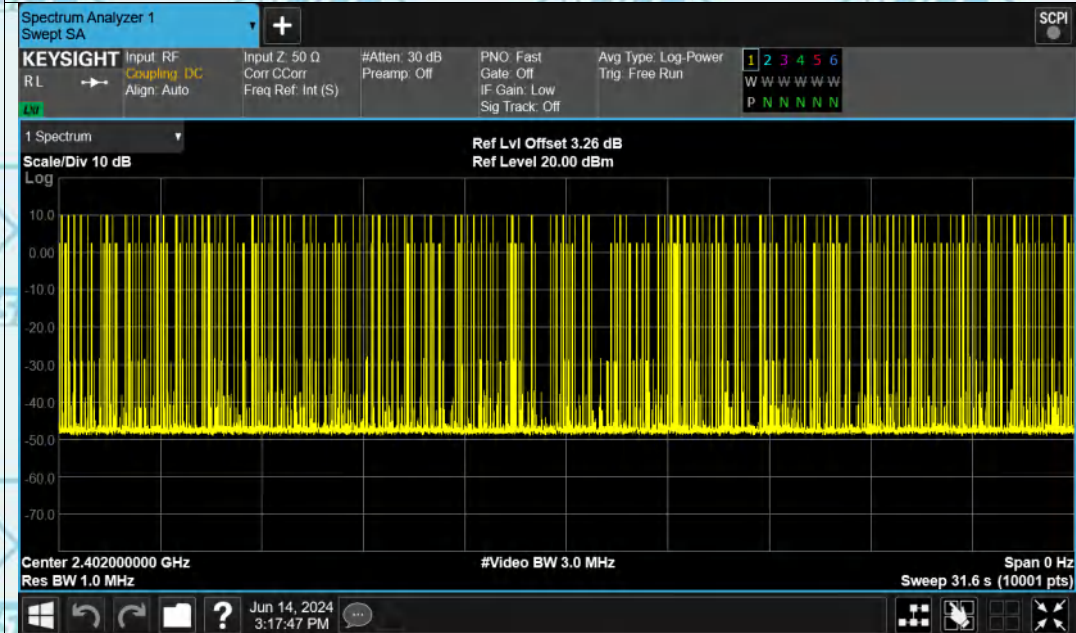 Spectrum Analyzer 1
Swept SA
+
SCPI
KEYSIGHT
R L
LXI
Input: RF
Coupling: DC
Align: Auto
Input Z: 50 Ω
Corr CCorr
Freq Ref: Int (S)
#Atten: 30 dB
Preamp: Off
PNO: Fast
Gate: Off
IF Gain: Low
Sig Track: Off
Avg Type: Log-Power
Trig: Free Run
1 2 3 4 5 6
W W W W W W
P N N N N N
1 Spectrum
Scale/Div 10 dB
Ref Lvl Offset 3.26 dB
Ref Level 20.00 dBm
Log
10.0
0.00
-10.0
-20.0
-30.0
-40.0
-50.0
-60.0
-70.0
Center 2.402000000 GHz
#Video BW 3.0 MHz
Span 0 Hz
Res BW 1.0 MHz
Sweep 31.6 s (10001 pts)
?
Jun 14, 2024
3:17:47 PM